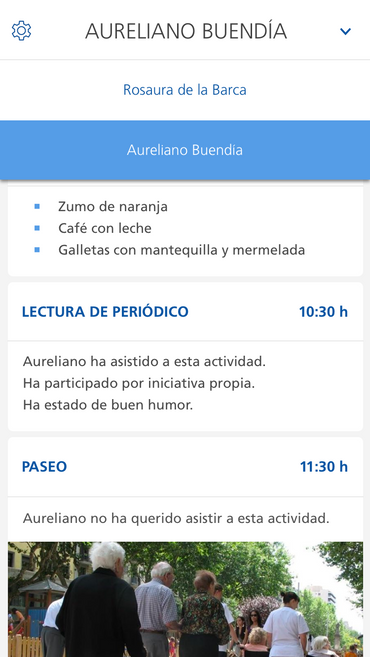 AURELIANO BUENDÍA
Rosaura de la Barca
Aureliano Buendía
Zumo de naranja
Café con leche
Galletas con mantequilla y mermelada
LECTURA DE PERIÓDICO 10:30 h
Aureliano ha asistido a esta actividad.
Ha participado por iniciativa propia.
Ha estado de buen humor.
PASEO 11:30 h
Aureliano no ha querido asistir a esta actividad.